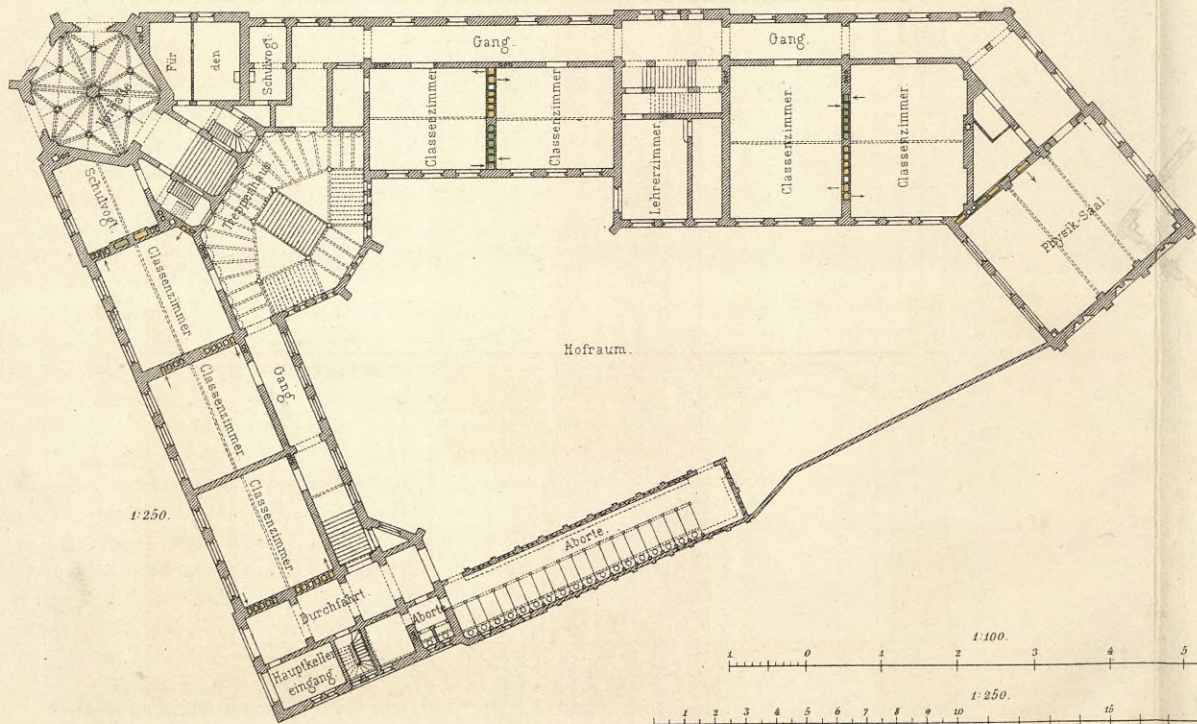 Gang.
Gang.
Für
den
Schulvogt
Classenzimmer
Classenzimmer
Lehrerzimmer
Classenzimmer.
Classenzimmer.
Physik-Saal.
Vorhalle
Schulvogt
Treppenhaus
Classenzimmer
Classenzimmer
Classenzimmer.
Gang.
Hofraum.
1:250.
Aborte.
Durchfahrt.
Aborte
Hauptkeller
eingang.
1:100.
1 0 1 2 3 4 5
1:250.
1 2 3 4 5 6 7 8 9 10 15